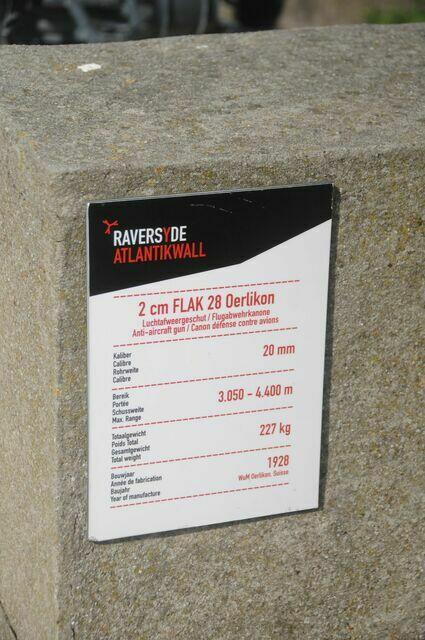 RAVERSYDE
ATLANTIKWALL
2 cm FLAK 28 Oerlikon
Luchtafweergeschut / Flugabwehrkanone
Anti-aircraft gun / Canon défense contre avions
Kaliber
Calibre
Rohrweite
Calibre
20 mm
Bereik
Portée
Schussweite
Max. Range
3.050 - 4.400 m
Totaalgewicht
Poids Total
Gesamtgewicht
Total weight
227 kg
Bouwjaar
Année de fabrication
Baujahr
Year of manufacture
1928
WuM Oerlikon. Suisse